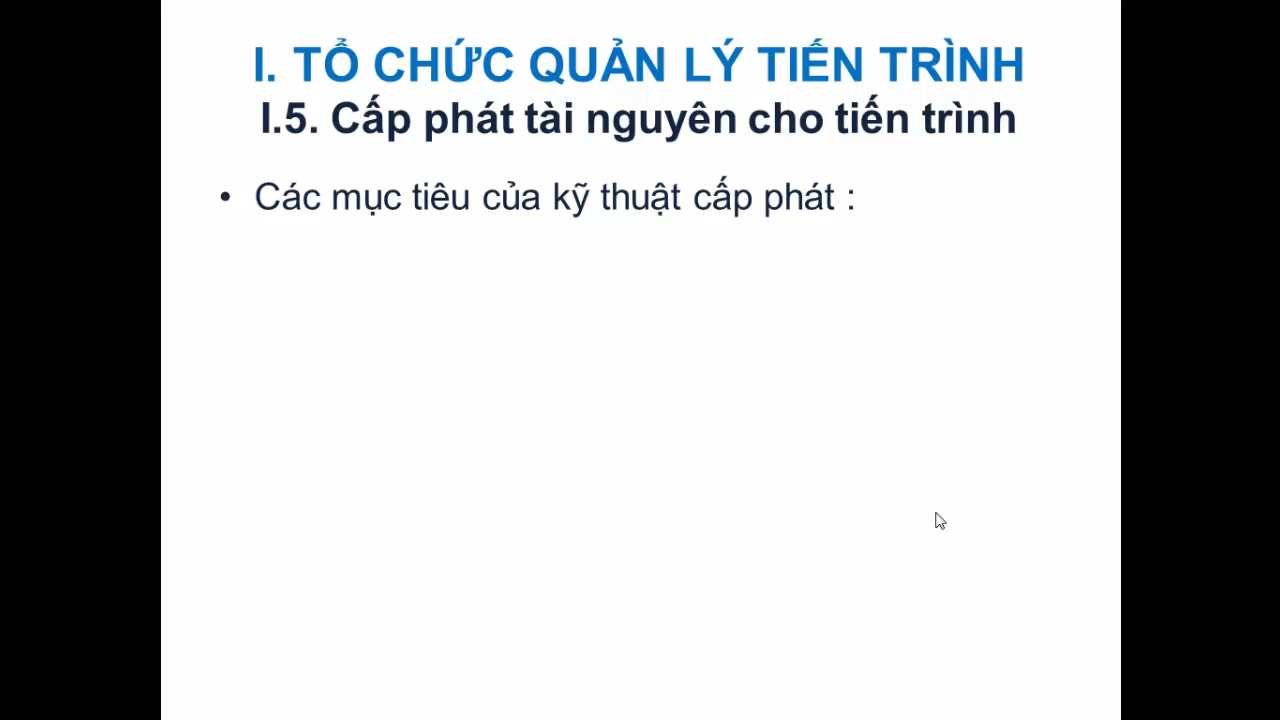 I. TỔ CHỨC QUẢN LÝ TIẾN TRÌNH
I.5. Cấp phát tài nguyên cho tiến trình
• Các mục tiêu của kỹ thuật cấp phát :